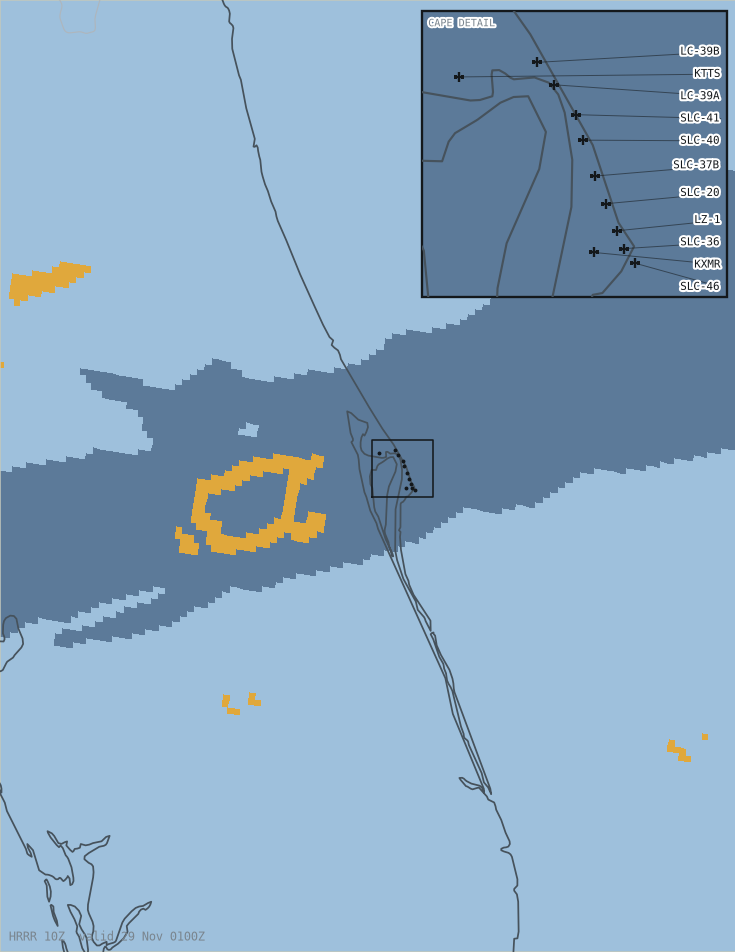 CAPE DETAIL
LC-39B
KTTS
LC-39A
SLC-41
SLC-40
SLC-37B
SLC-20
LZ-1
SLC-36
KXMR
SLC-46
HRRR 10Z valid 29 Nov 0100Z